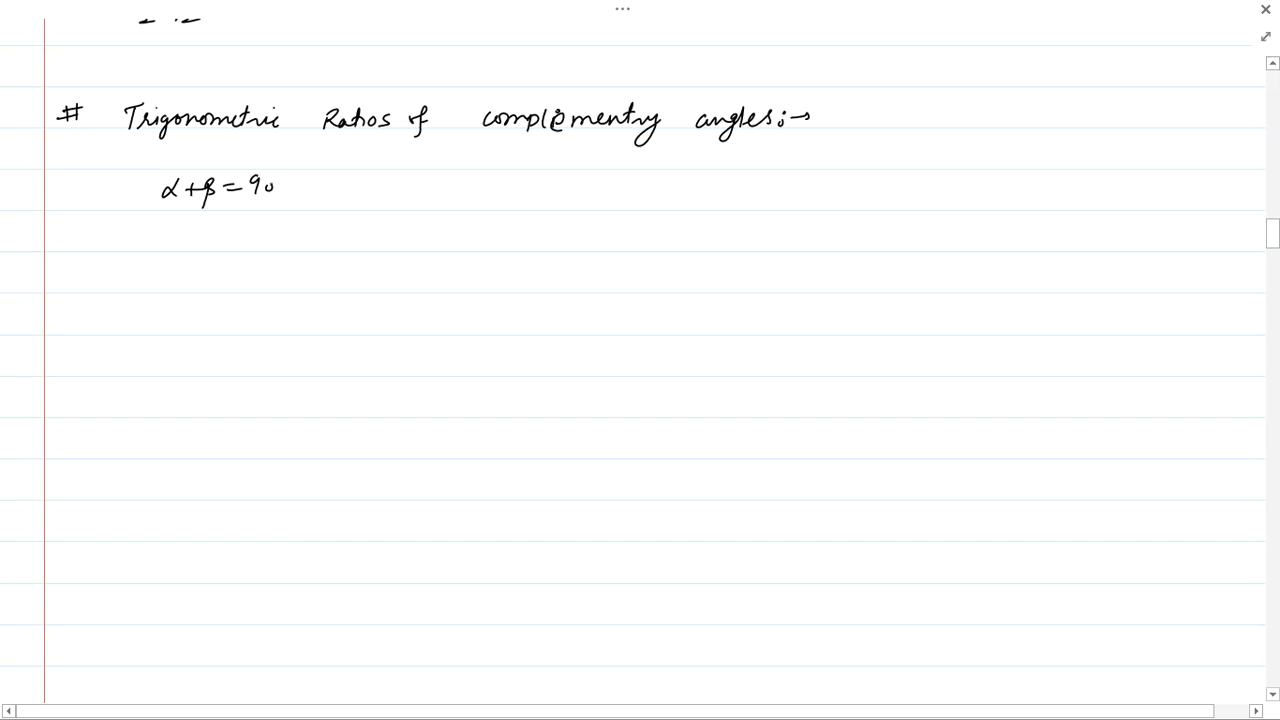 # Trigonometric Ratios of complementry angles:→
α+β=90